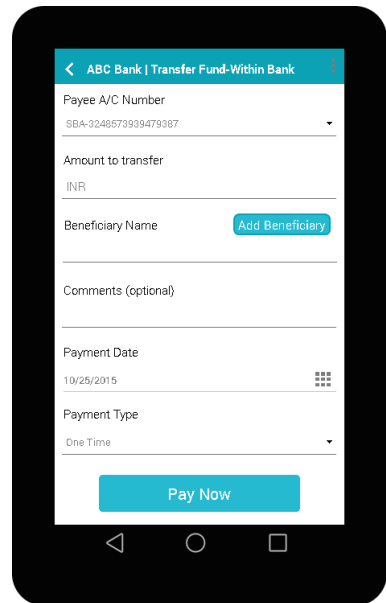 ABC Bank | Transfer Fund-Within Bank
Payee A/C Number
SBA-3248573939479387
Amount to transfer
INR
Beneficiary Name
Add Beneficiary
Comments (optional)
Payment Date
10/25/2015
Payment Type
One Time
Pay Now